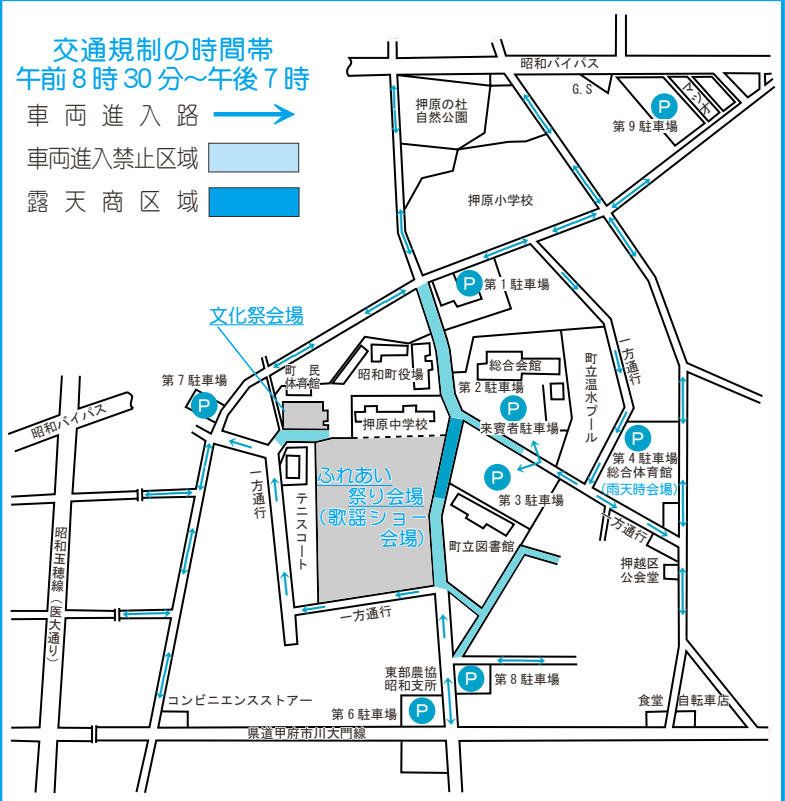 交通規制の時間帯
午前8時30分～午後7時
車両進入路
車両進入禁止区域
露天商区域
昭和バイパス
G.S
P
第9駐車場
押原の杜
自然公園
押原小学校
P
第1駐車場
文化祭会場
一方通行
町民
体育館
昭和町役場
総合会館
町立温水プール
第7駐車場
P
第2駐車場
P
来賓者駐車場
押原中学校
昭和バイパス
P
第4駐車場
総合体育館
(雨天時会場)
ふれあい
祭り会場
(歌謡ショー
会場)
P
第3駐車場
一方通行
テニスコート
一方通行
町立図書館
押越区
公会堂
昭和玉穂線(医大通り)
一方通行
東部農協
昭和支所
P
第8駐車場
コンビニエンスストアー
第6駐車場
P
食堂
自転車店
県道甲府市川大門線